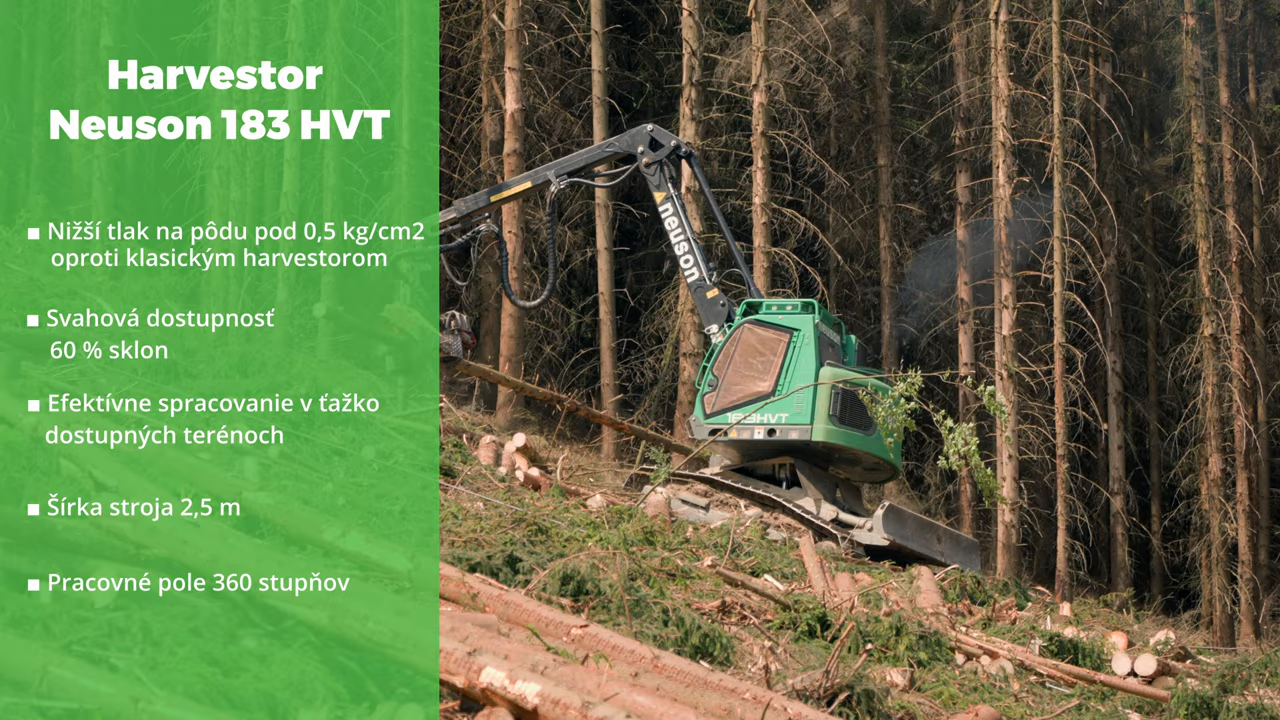 Harvestor
Neuson 183 HVT
▪ Nižší tlak na pôdu pod 0,5 kg/cm2
oproti klasickým harvestorom
▪ Svahová dostupnosť
60 % sklon
▪ Efektívne spracovanie v ťažko
dostupných terénoch
▪ Šírka stroja 2,5 m
▪ Pracovné pole 360 stupňov
neuson
183HVT